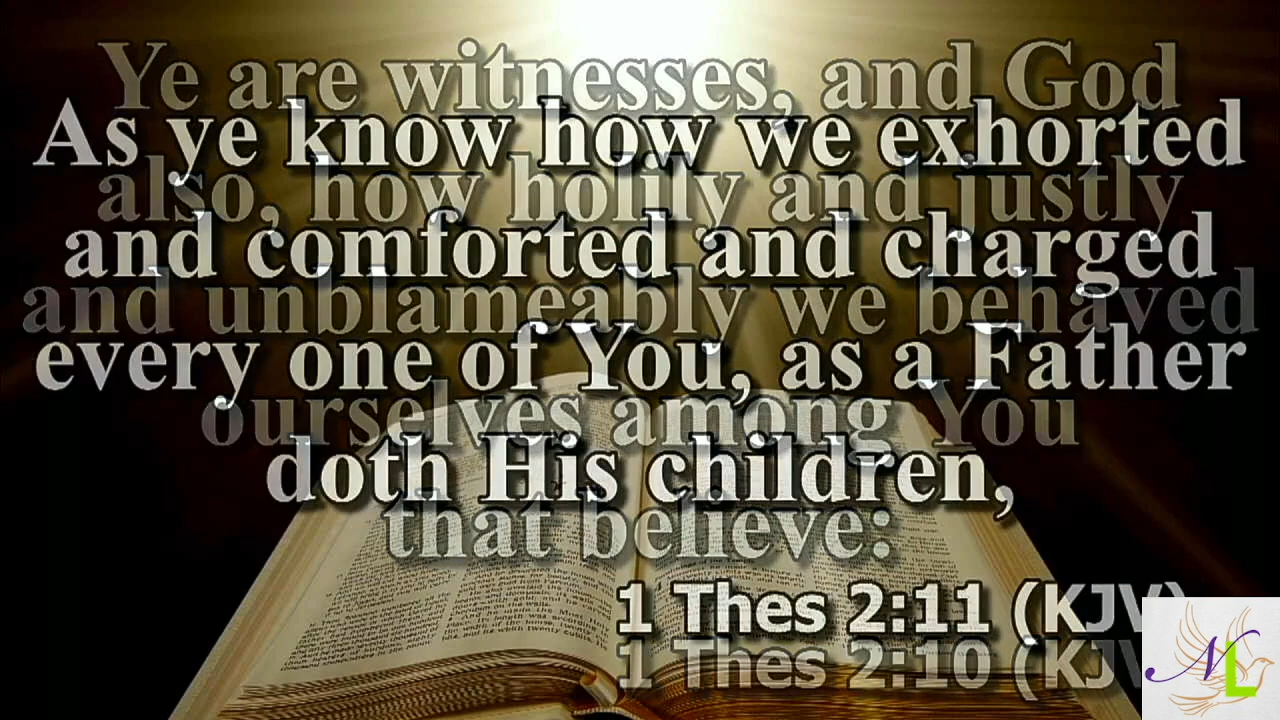 Ye are witnesses, and God
As ye know how we exhorted
also, how holily and justly
and comforted and charged
and unblameably we behaved
every one of You, as a Father
ourselves among You
doth His children,
that believe:
1 Thes 2:11 (KJV)
1 Thes 2:10 (KJV
NL